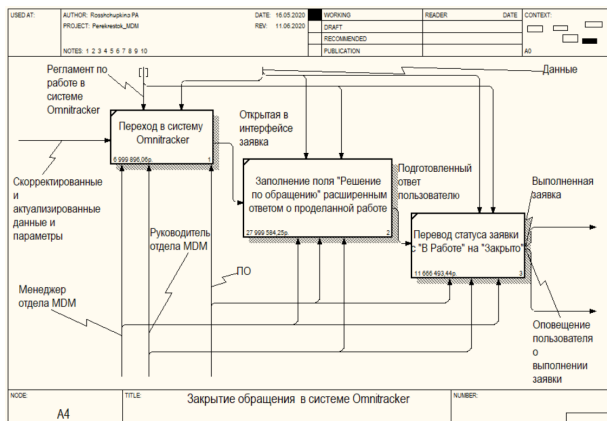 USED AT:
AUTHOR: Rosshchupkina PA
DATE: 16.05.2020
WORKING
READER
DATE
CONTEXT:
PROJECT: Perekrestok_MDM
REV: 11.06.2020
DRAFT
RECOMMENDED
NOTES: 1 2 3 4 5 6 7 8 9 10
PUBLICATION
A0
Регламент по
работе в
системе
Omnitracker
Данные
Переход в систему
Omnitracker
6 999 896,06р.
1
Открытая в
интерфейсе
заявка
Скорректированные
и
актуализированные
данные и
параметры
Заполнение поля "Решение
по обращению" расширенным
ответом о проделанной работе
27 999 584,25р.
2
Подготовленный
ответ
пользователю
Выполненная
заявка
Перевод статуса заявки
с "В Работе" на "Закрыто"
11 666 493,44р.
3
Руководитель
отдела MDM
ПО
Менеджер
отдела MDM
Оповещение
пользователя
о
выполнении
заявки
NODE:
TITLE:
NUMBER:
A4
Закрытие обращения в системе Omnitracker